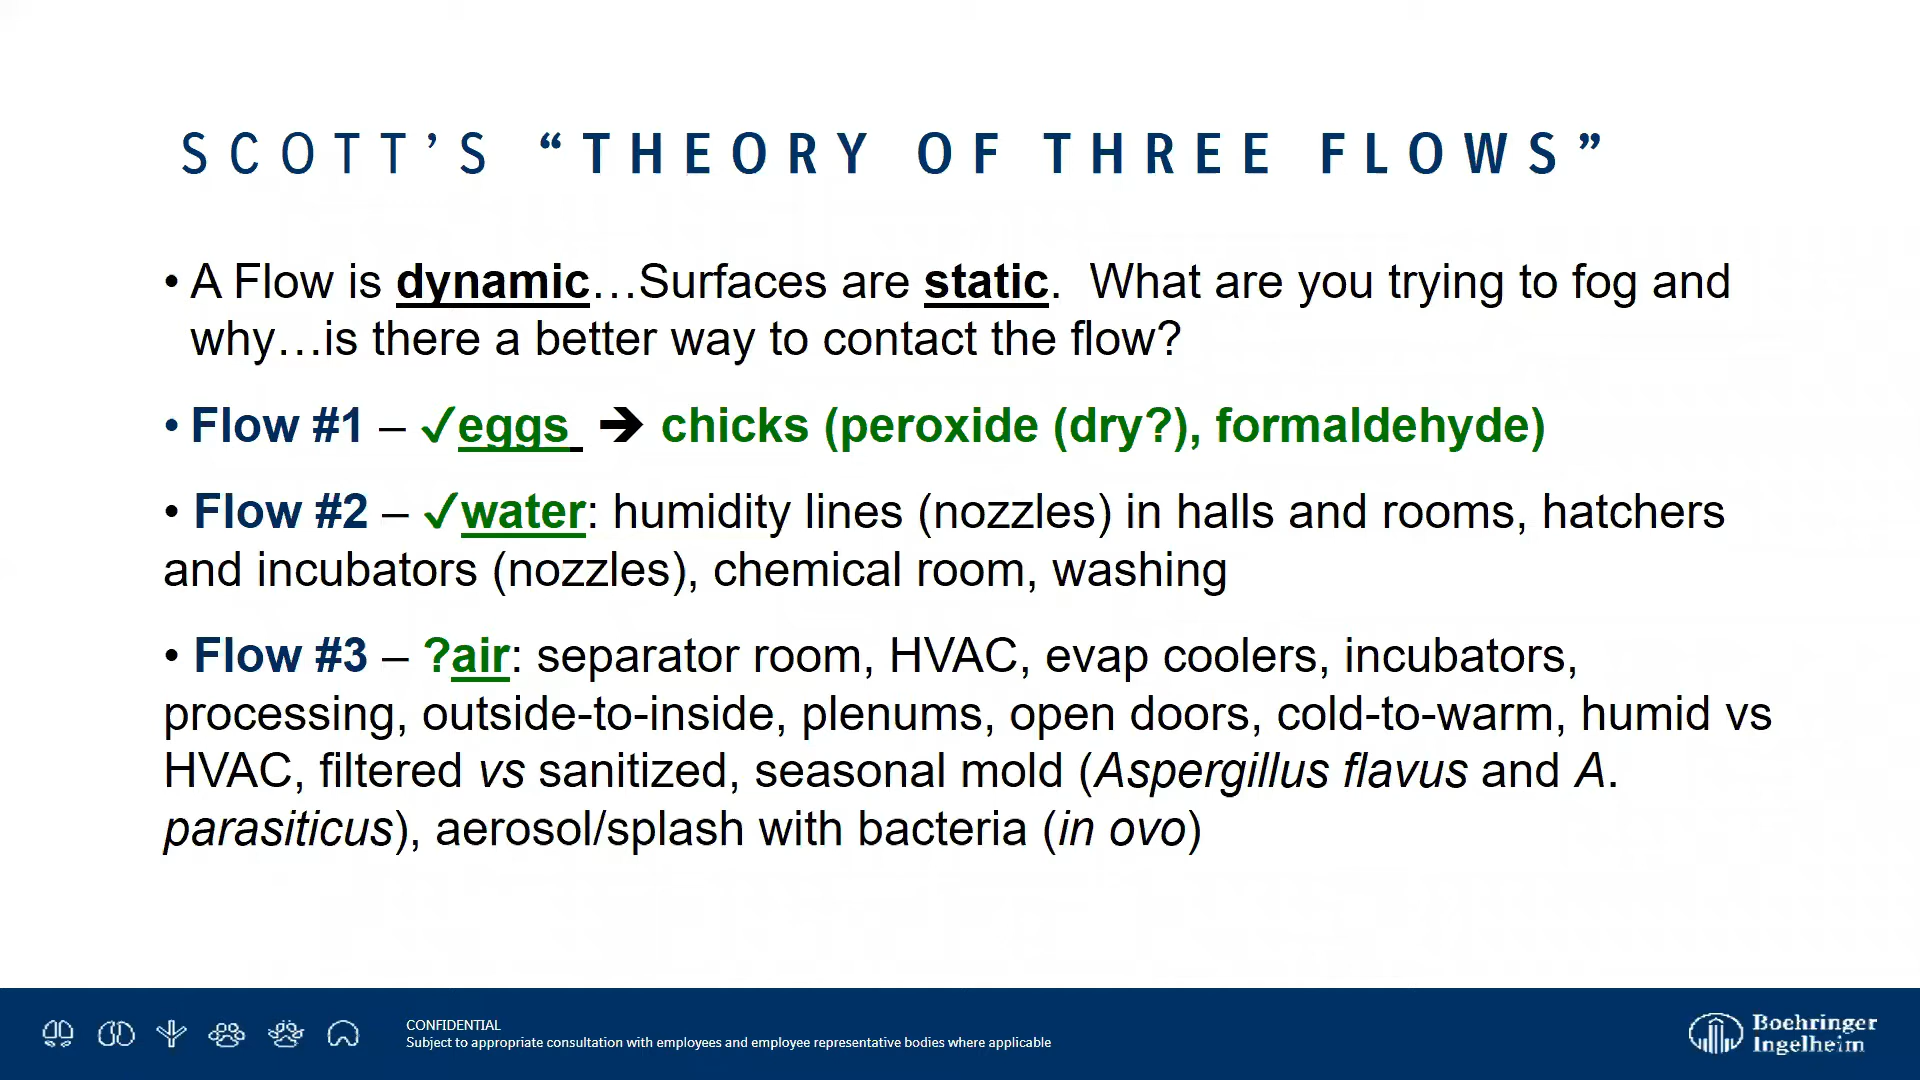 SCOTT’S “THEORY OF THREE FLOWS”
• A Flow is dynamic…Surfaces are static. What are you trying to fog and
why…is there a better way to contact the flow?
• Flow #1 – ✓eggs ➔ chicks (peroxide (dry?), formaldehyde)
• Flow #2 – ✓water: humidity lines (nozzles) in halls and rooms, hatchers
and incubators (nozzles), chemical room, washing
• Flow #3 – ?air: separator room, HVAC, evap coolers, incubators,
processing, outside-to-inside, plenums, open doors, cold-to-warm, humid vs
HVAC, filtered vs sanitized, seasonal mold (Aspergillus flavus and A.
parasiticus), aerosol/splash with bacteria (in ovo)
CONFIDENTIAL
Subject to appropriate consultation with employees and employee representative bodies where applicable
Boehringer
Ingelheim